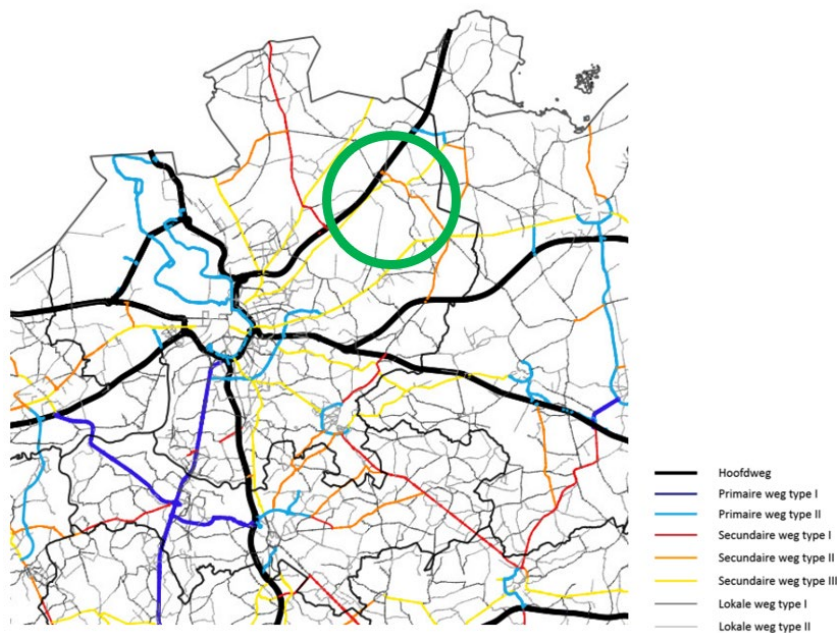 Hoofdweg
Primaire weg type I
Primaire weg type II
Secundaire weg type I
Secundaire weg type II
Secundaire weg type III
Lokale weg type I
Lokale weg type II